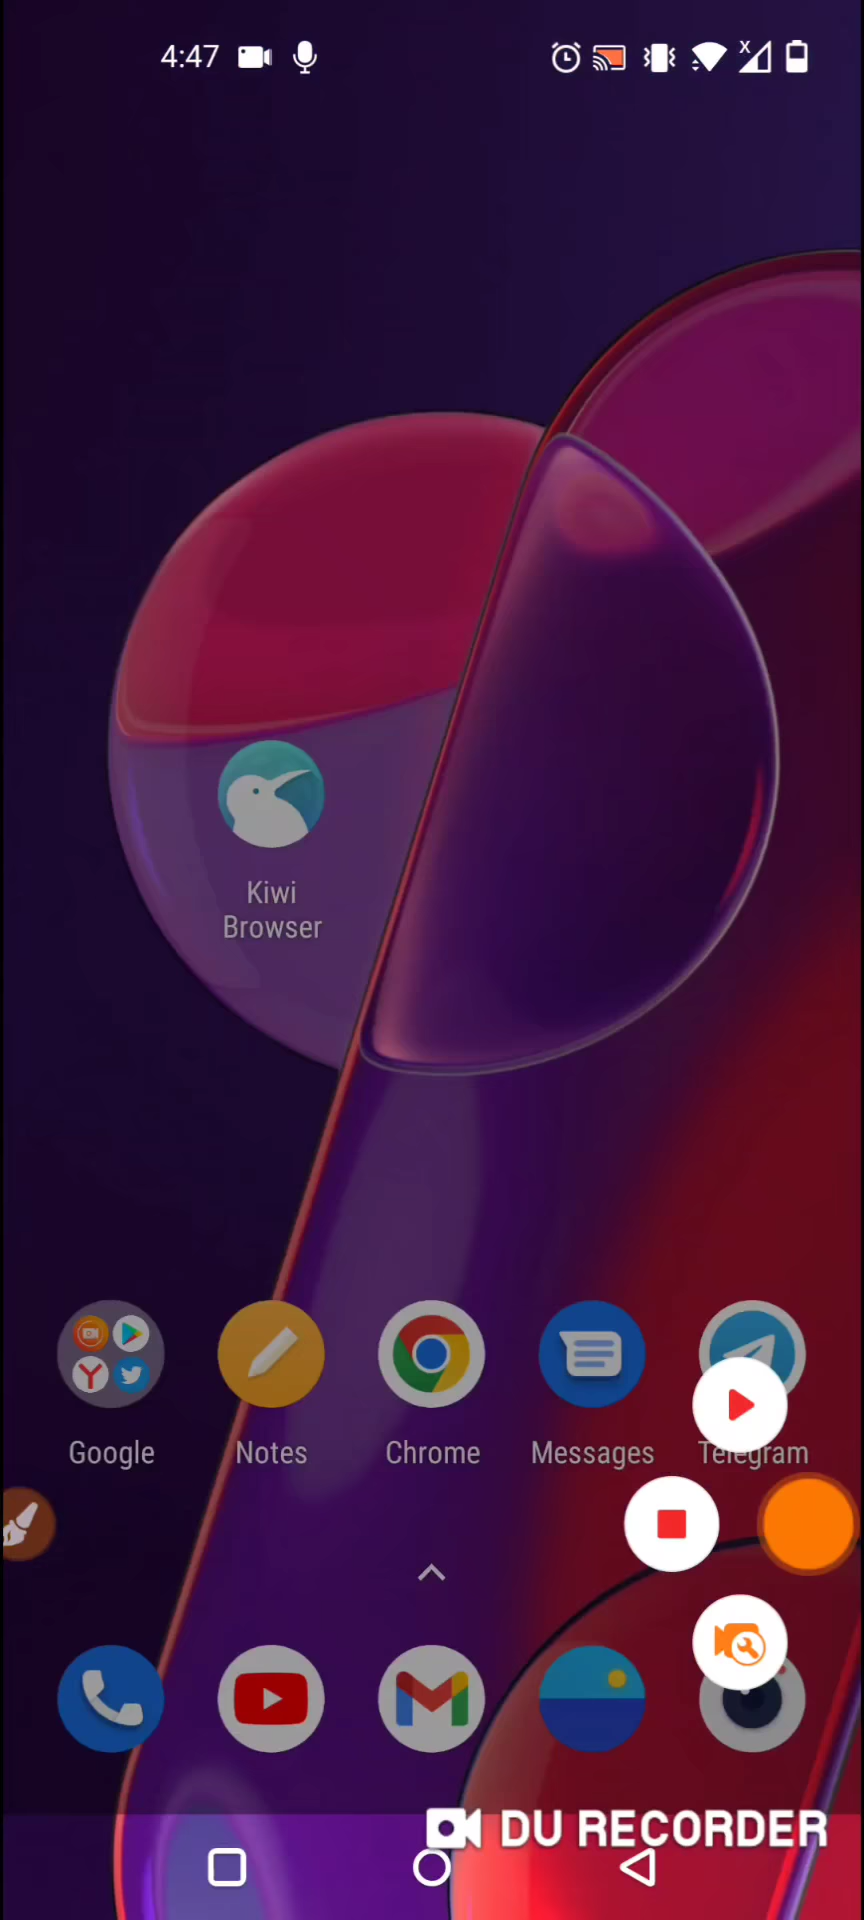 4:47
X
Kiwi
Browser
Google
Notes
Chrome
Messages
Telegram
DU RECORDER